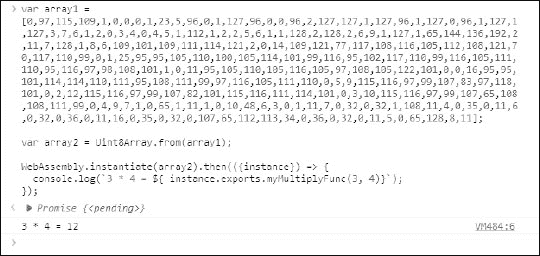 > var array1 =
[0,97,115,109,1,0,0,0,1,23,5,96,0,1,127,96,0,0,96,2,127,127,1,127,96,1,127,0,96,1,127,1
,127,3,7,6,1,2,0,3,4,0,4,5,1,112,1,2,2,5,6,1,1,128,2,128,2,6,9,1,127,1,65,144,136,192,2
,11,7,128,1,8,6,109,101,109,111,114,121,2,0,14,109,121,77,117,108,116,105,112,108,121,7
0,117,110,99,0,1,25,95,95,105,110,100,105,114,101,99,116,95,102,117,110,99,116,105,111,
110,95,116,97,98,108,101,1,0,11,95,105,110,105,116,105,97,108,105,122,101,0,0,16,95,95,
101,114,114,110,111,95,108,111,99,97,116,105,111,110,0,5,9,115,116,97,99,107,83,97,118,
101,0,2,12,115,116,97,99,107,82,101,115,116,111,114,101,0,3,10,115,116,97,99,107,65,108
,108,111,99,0,4,9,7,1,0,65,1,11,1,0,10,48,6,3,0,1,11,7,0,32,0,32,1,108,11,4,0,35,0,11,6
,0,32,0,36,0,11,16,0,35,0,32,0,107,65,112,113,34,0,36,0,32,0,11,5,0,65,128,8,11];
var array2 = Uint8Array.from(array1);
WebAssembly.instantiate(array2).then(({instance}) => {
console.log(`3 * 4 = ${ instance.exports.myMultiplyFunc(3, 4)}`);
});
Promise {<pending>}
3 * 4 = 12 VM484:6
>